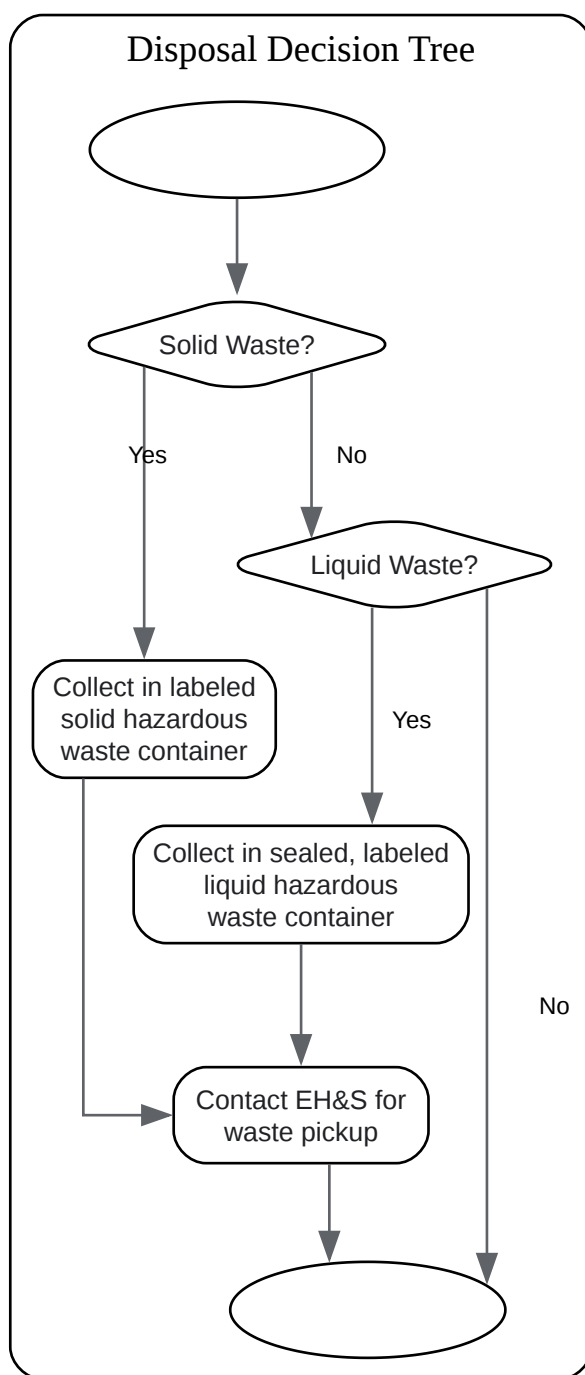 Disposal Decision Tree
Solid Waste?
Yes
No
Liquid Waste?
Collect in labeled
solid hazardous
waste container
Yes
Collect in sealed, labeled
liquid hazardous
waste container
No
Contact EH&S for
waste pickup